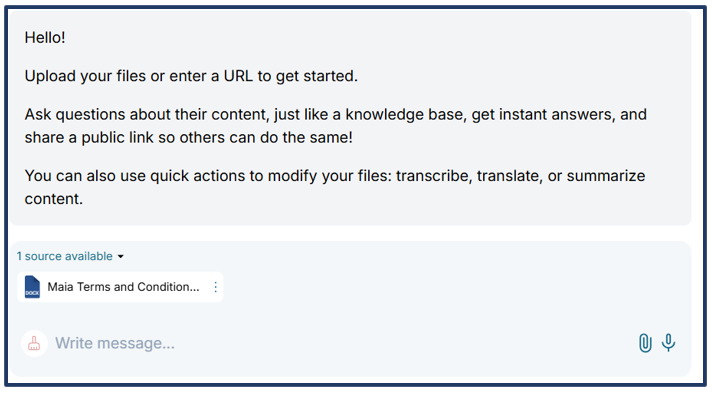 Hello!
Upload your files or enter a URL to get started.
Ask questions about their content, just like a knowledge base, get instant answers, and
share a public link so others can do the same!
You can also use quick actions to modify your files: transcribe, translate, or summarize
content.
1 source available
DOCX
Maia Terms and Condition...
Write message...